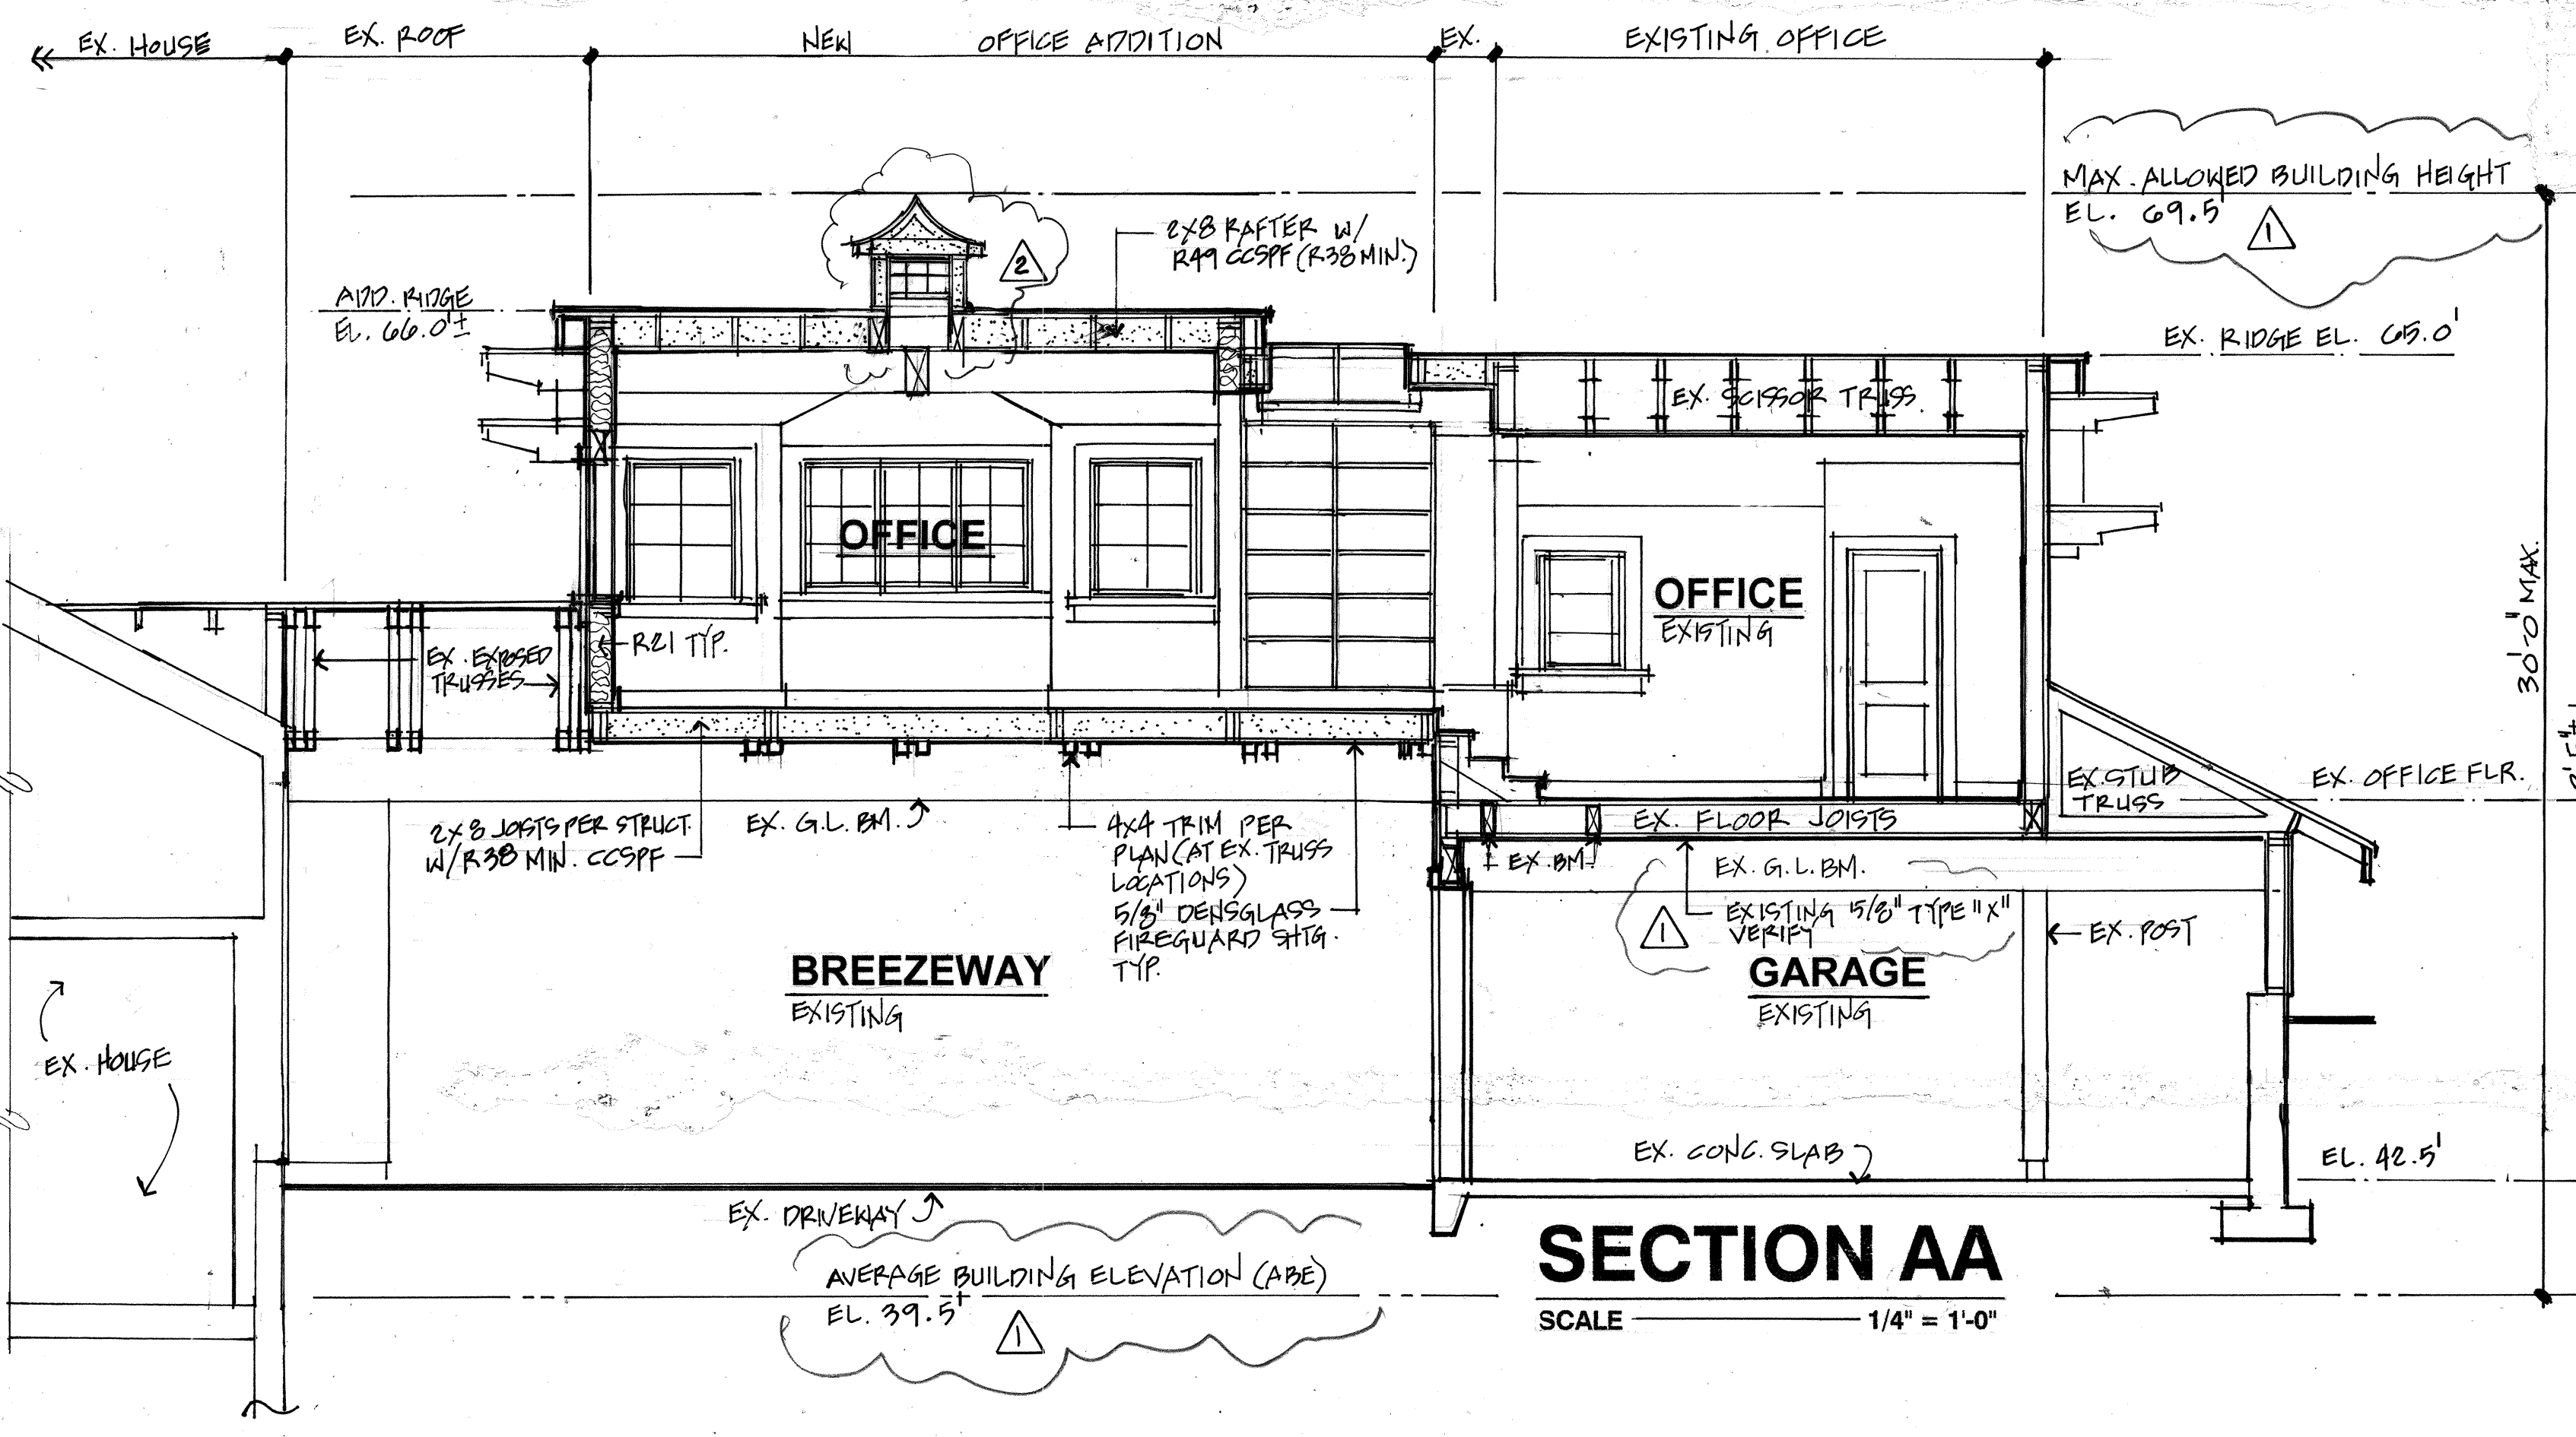 EX. HOUSE
EX. ROOF
NEW OFFICE ADDITION
EX.
EXISTING OFFICE
MAX. ALLOWED BUILDING HEIGHT
EL. 69.5'
1
2X8 RAFTER W/
R49 CCSPF (R38 MIN.)
2
ADD. RIDGE
EL. 66.0'±
EX. RIDGE EL. 65.0'
EX. SCISSOR TRUSS
OFFICE
OFFICE
EXISTING
30'-0" MAX.
R21 TYP.
EX. EXPOSED
TRUSSES
EX. STUB
TRUSS
EX. OFFICE FLR.
2X8 JOISTS PER STRUCT.
W/R38 MIN. CCSPF
EX. G.L. BM.
4X4 TRIM PER
PLAN (AT EX. TRUSS
LOCATIONS)
5/8" DENSGLASS
FIREGUARD SHTG.
TYP.
EX. FLOOR JOISTS
EX. BM.
EX. G.L. BM.
EXISTING 5/8" TYPE "X"
VERIFY
1
EX. POST
BREEZEWAY
EXISTING
GARAGE
EXISTING
EX. HOUSE
EX. CONC. SLAB
EL. 42.5'
EX. DRIVEWAY
AVERAGE BUILDING ELEVATION (ABE)
EL. 39.5'
1
SECTION AA
SCALE 1/4" = 1'-0"